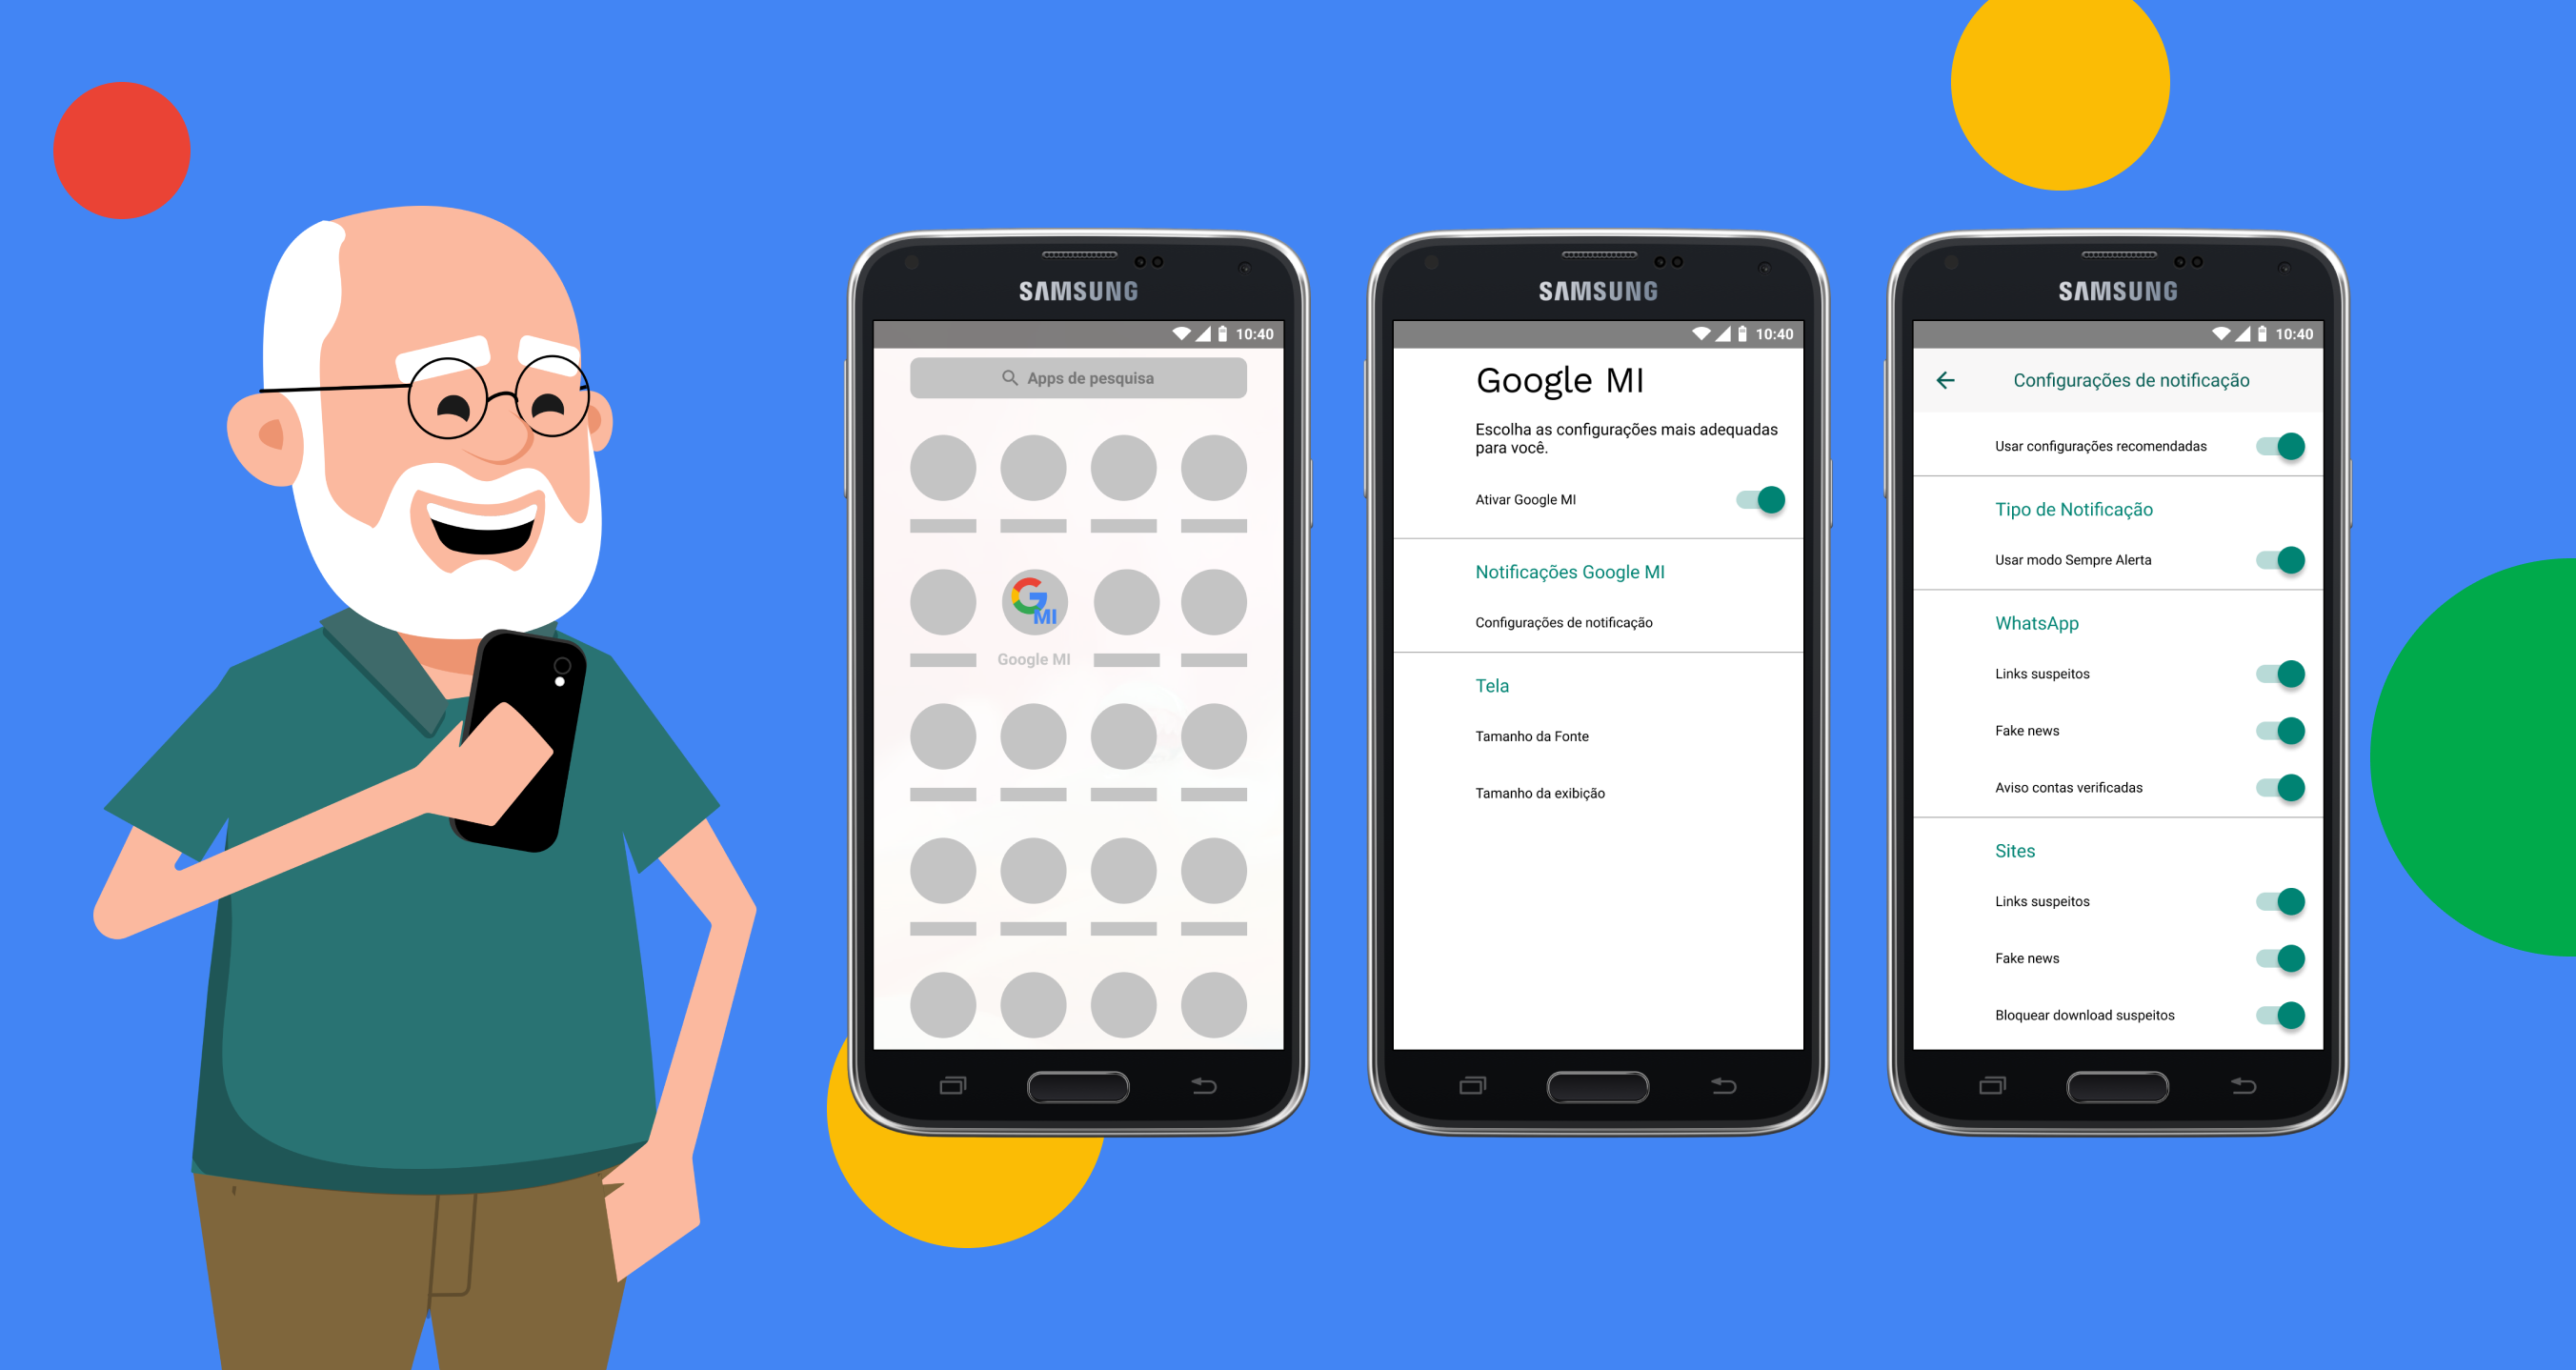 SAMSUNG
10:40
Apps de pesquisa
G MI
Google MI
SAMSUNG
10:40
Google MI
Escolha as configurações mais adequadas
para você.
Ativar Google MI
Notificações Google MI
Configurações de notificação
Tela
Tamanho da Fonte
Tamanho da exibição
SAMSUNG
10:40
Configurações de notificação
Usar configurações recomendadas
Tipo de Notificação
Usar modo Sempre Alerta
WhatsApp
Links suspeitos
Fake news
Aviso contas verificadas
Sites
Links suspeitos
Fake news
Bloquear download suspeitos